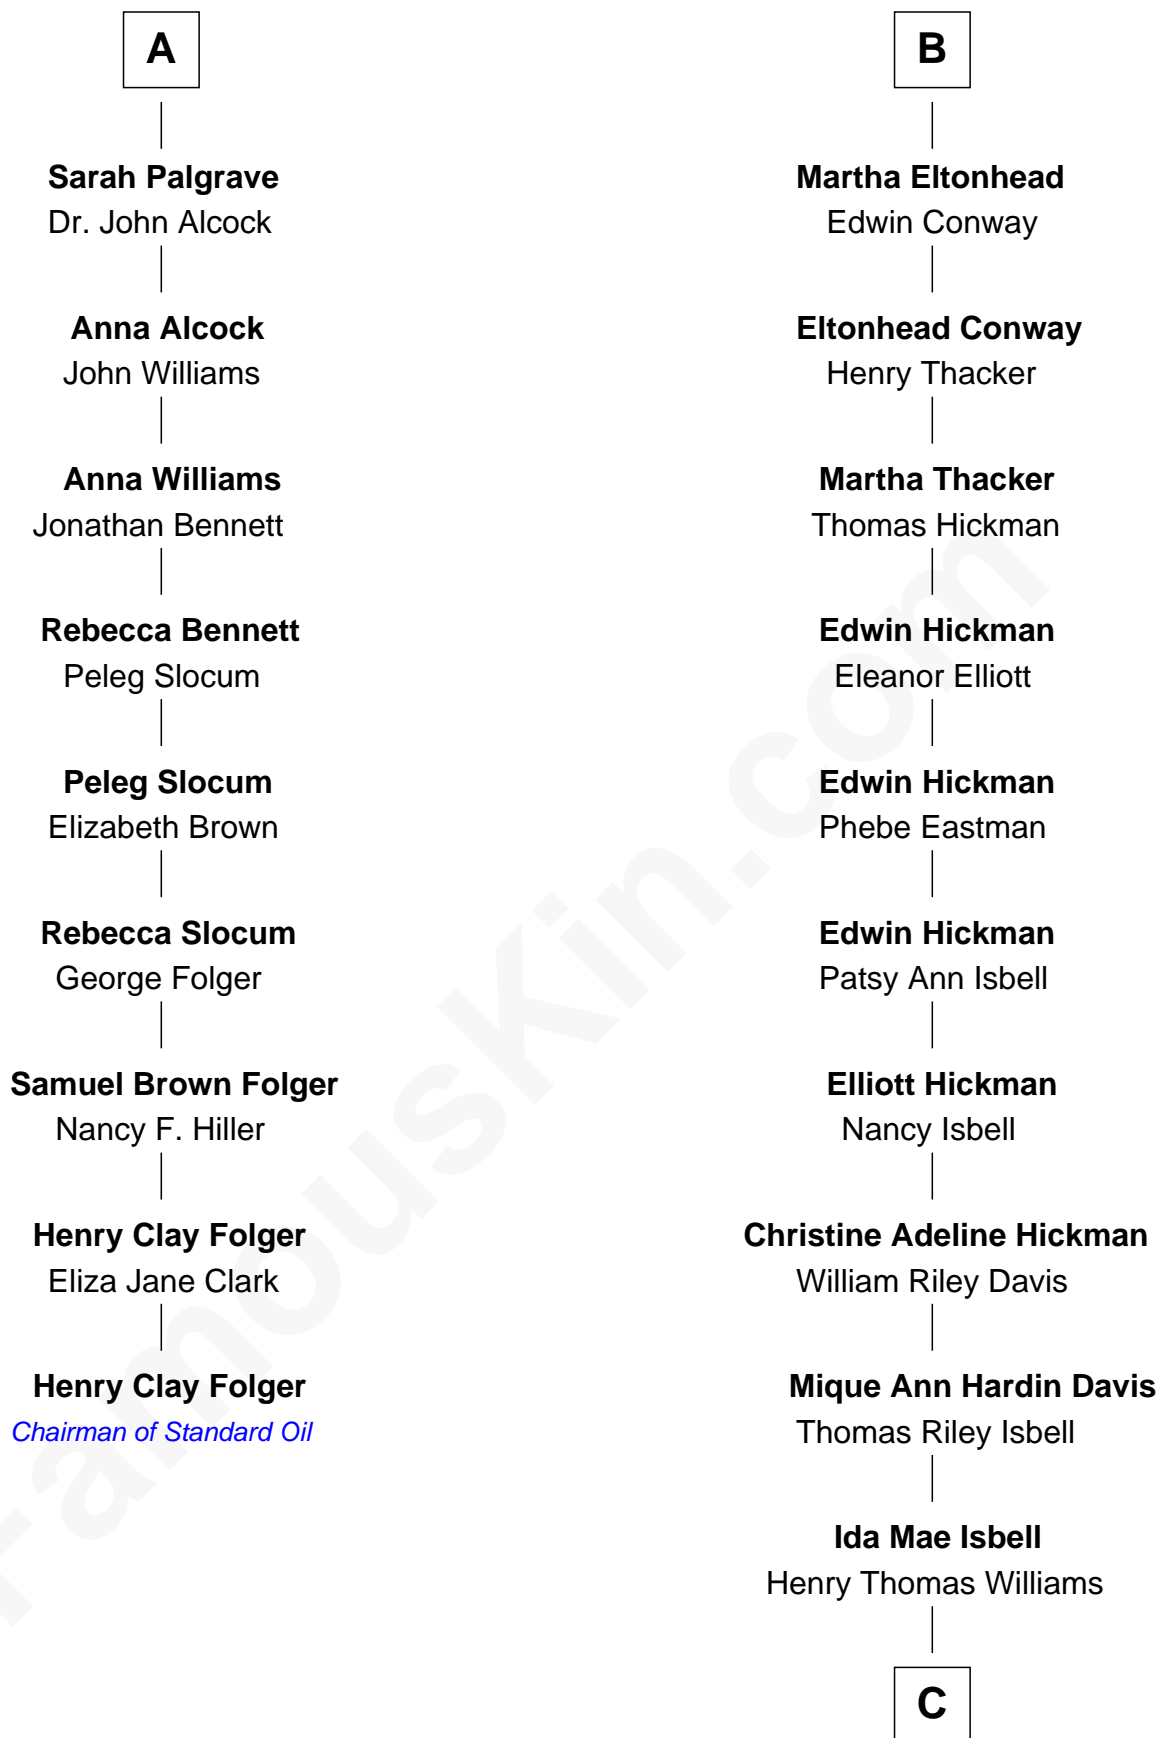 A
Sarah Palgrave
Dr. John Alcock
Anna Alcock
John Williams
Anna Williams
Jonathan Bennett
Rebecca Bennett
Peleg Slocum
Peleg Slocum
Elizabeth Brown
Rebecca Slocum
George Folger
Samuel Brown Folger
Nancy F. Hiller
Henry Clay Folger
Eliza Jane Clark
Henry Clay Folger
Chairman of Standard Oil
B
Martha Eltonhead
Edwin Conway
Eltonhead Conway
Henry Thacker
Martha Thacker
Thomas Hickman
Edwin Hickman
Eleanor Elliott
Edwin Hickman
Phebe Eastman
Edwin Hickman
Patsy Ann Isbell
Elliott Hickman
Nancy Isbell
Christine Adeline Hickman
William Riley Davis
Mique Ann Hardin Davis
Thomas Riley Isbell
Ida Mae Isbell
Henry Thomas Williams
C
FamousKin.com